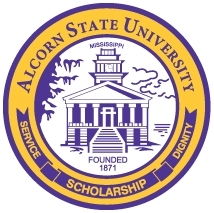 ALCORN STATE UNIVERSITY
MISSISSIPPI
FOUNDED
1871
SERVICE
SCHOLARSHIP
DIGNITY